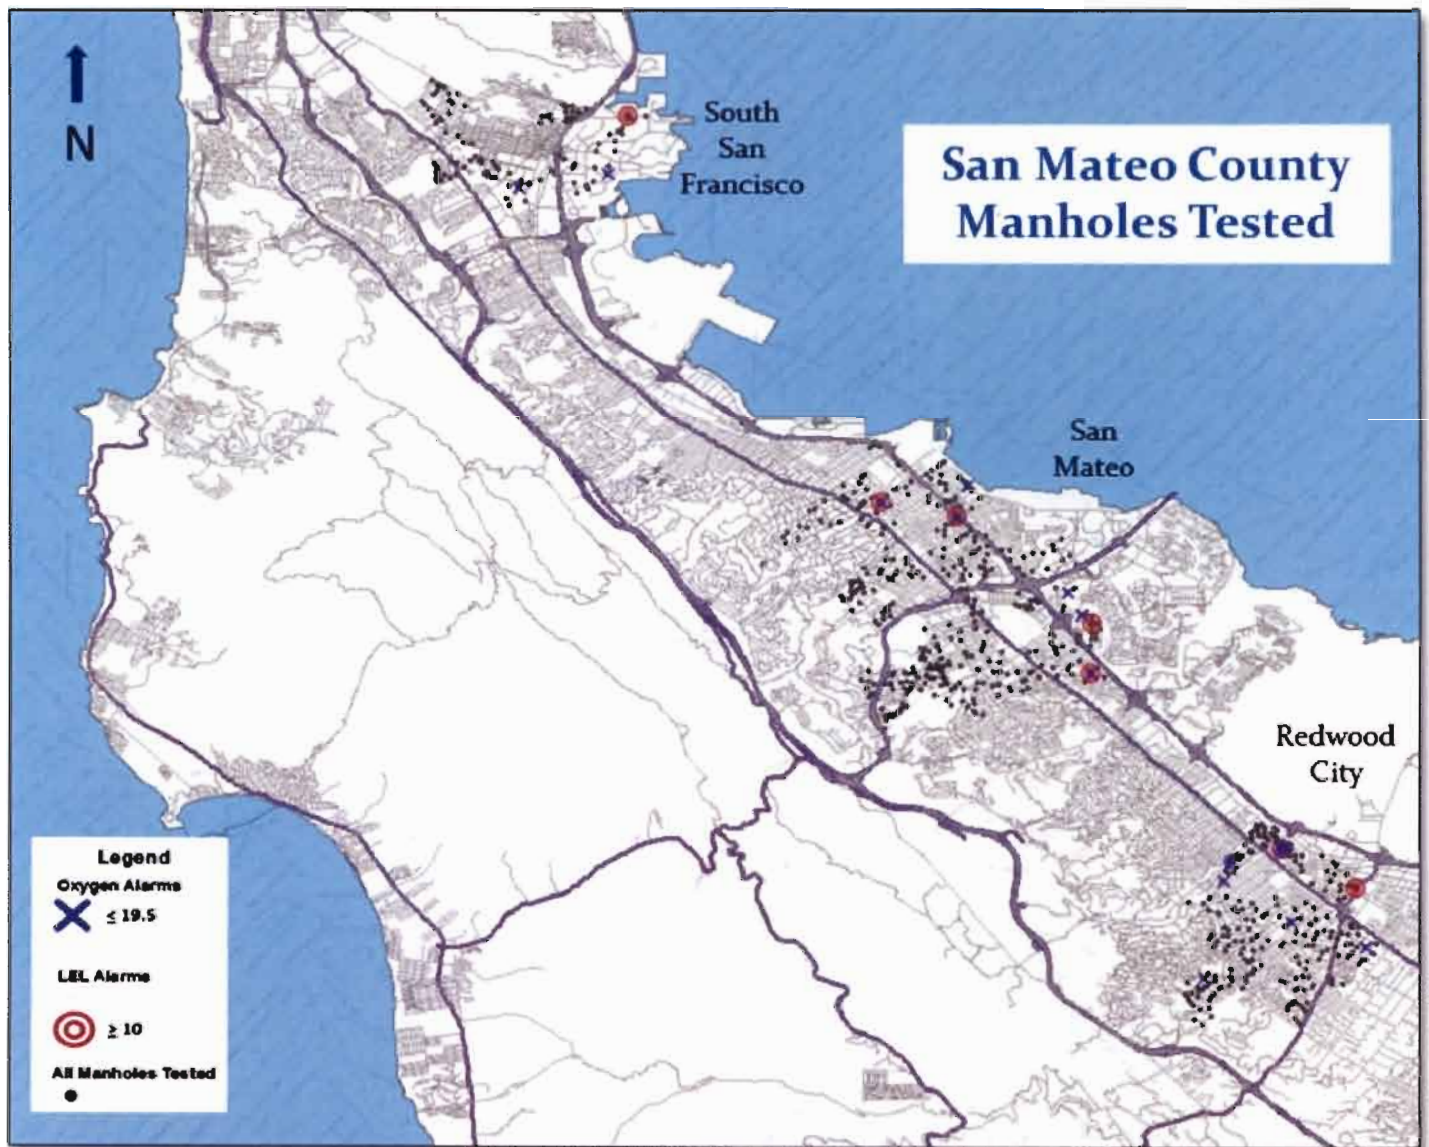 N
South
San
Francisco
San Mateo County
Manholes Tested
San
Mateo
Redwood
City
Legend
Oxygen Alarms
≤ 19.5
LEL Alarms
≥ 10
All Manholes Tested